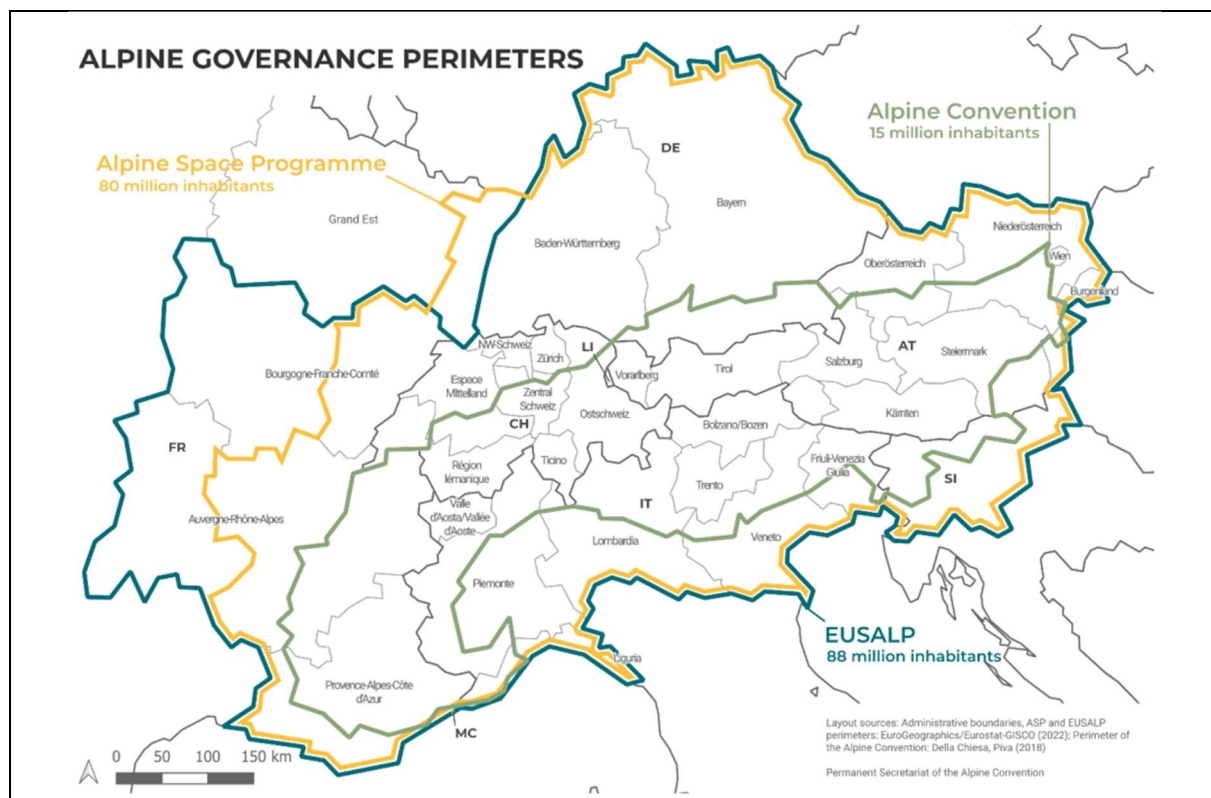 ALPINE GOVERNANCE PERIMETERS
Alpine Convention
15 million inhabitants
DE
Alpine Space Programme
80 million inhabitants
Grand Est
Bayern
Niederösterreich
Baden-Württemberg
Oberösterreich
Wien
Burgenland
NW-Schweiz
Zürich
LI
AT
Steiermark
Salzburg
Tirol
Vorarlberg
Bourgogne-Franche-Comté
Espace
MIttelland
Zentral
Schweiz
Ostschweiz
Kärnten
CH
Bolzano/Bozen
FR
Région
lémanique
Ticino
Friuli-Venezia
Giulia
SI
Trento
IT
Auvergne-Rhône-Alpes
Valle
d'Aosta/Vallée
d'Aoste
Lombardia
Veneto
Piemonte
EUSALP
88 million inhabitants
Liguria
Provence-Alpes-Côte
d'Azur
MC
Layout sources: Administrative boundaries, ASP and EUSALP
perimeters: EuroGeographics/Eurostat-GISCO (2022); Perimeter of
the Alpine Convention: Della Chiesa, Piva (2018)
0 50 100 150 km
Permanent Secretariat of the Alpine Convention